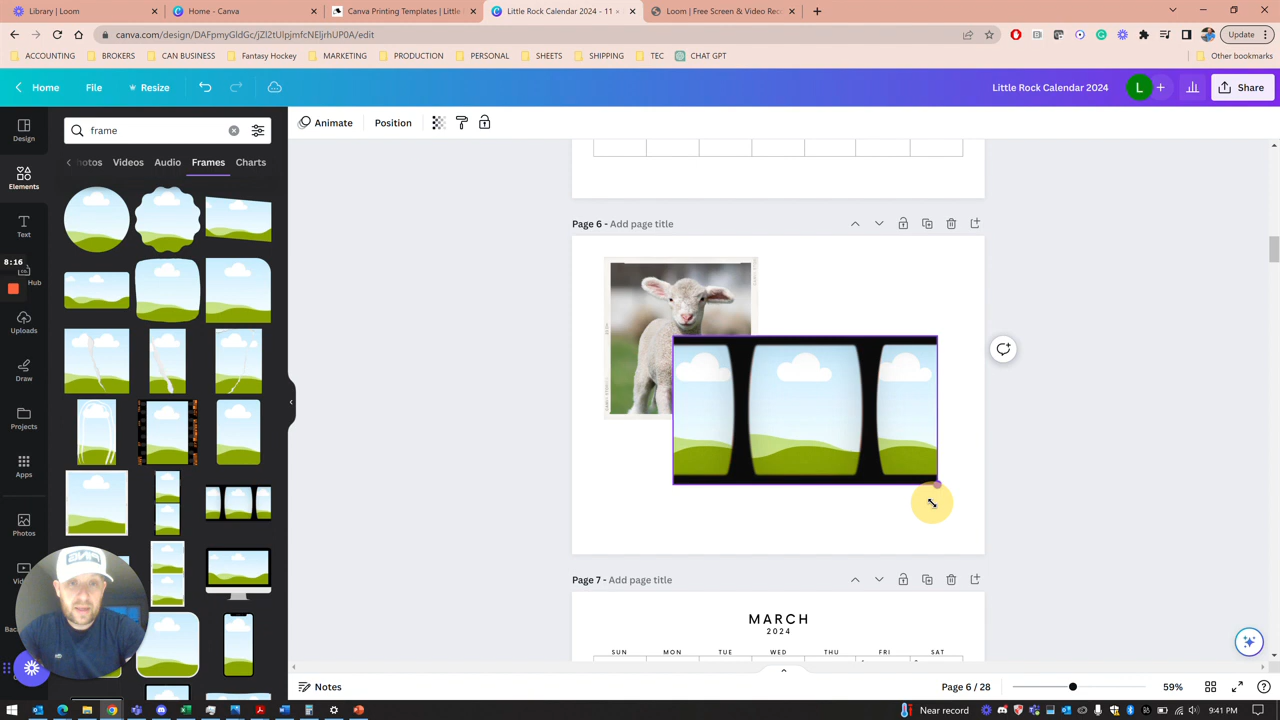 Library | Loom
Home - Canva
Canva Printing Templates | Little
Little Rock Calendar 2024 - 11 ×
Loom | Free Screen & Video Rec
canva.com/design/DAFpmyGldGc/jZl2tUlpjmfcNEljrhUP0A/edit
Update
ACCOUNTING
BROKERS
CAN BUSINESS
Fantasy Hockey
MARKETING
PRODUCTION
PERSONAL
SHEETS
SHIPPING
TEC
CHAT GPT
Other bookmarks
Home
File
Resize
Little Rock Calendar 2024
L
Share
Design
frame
Animate
Position
Elements
hotos
Videos
Audio
Frames
Charts
Text
8:16
Hub
Uploads
Draw
Projects
Apps
Photos
Page 6 - Add page title
Page 7 - Add page title
MARCH
2024
SUN MON TUE WED THU FRI SAT
Notes
Page 6 / 28
59%
Near record
9:41 PM